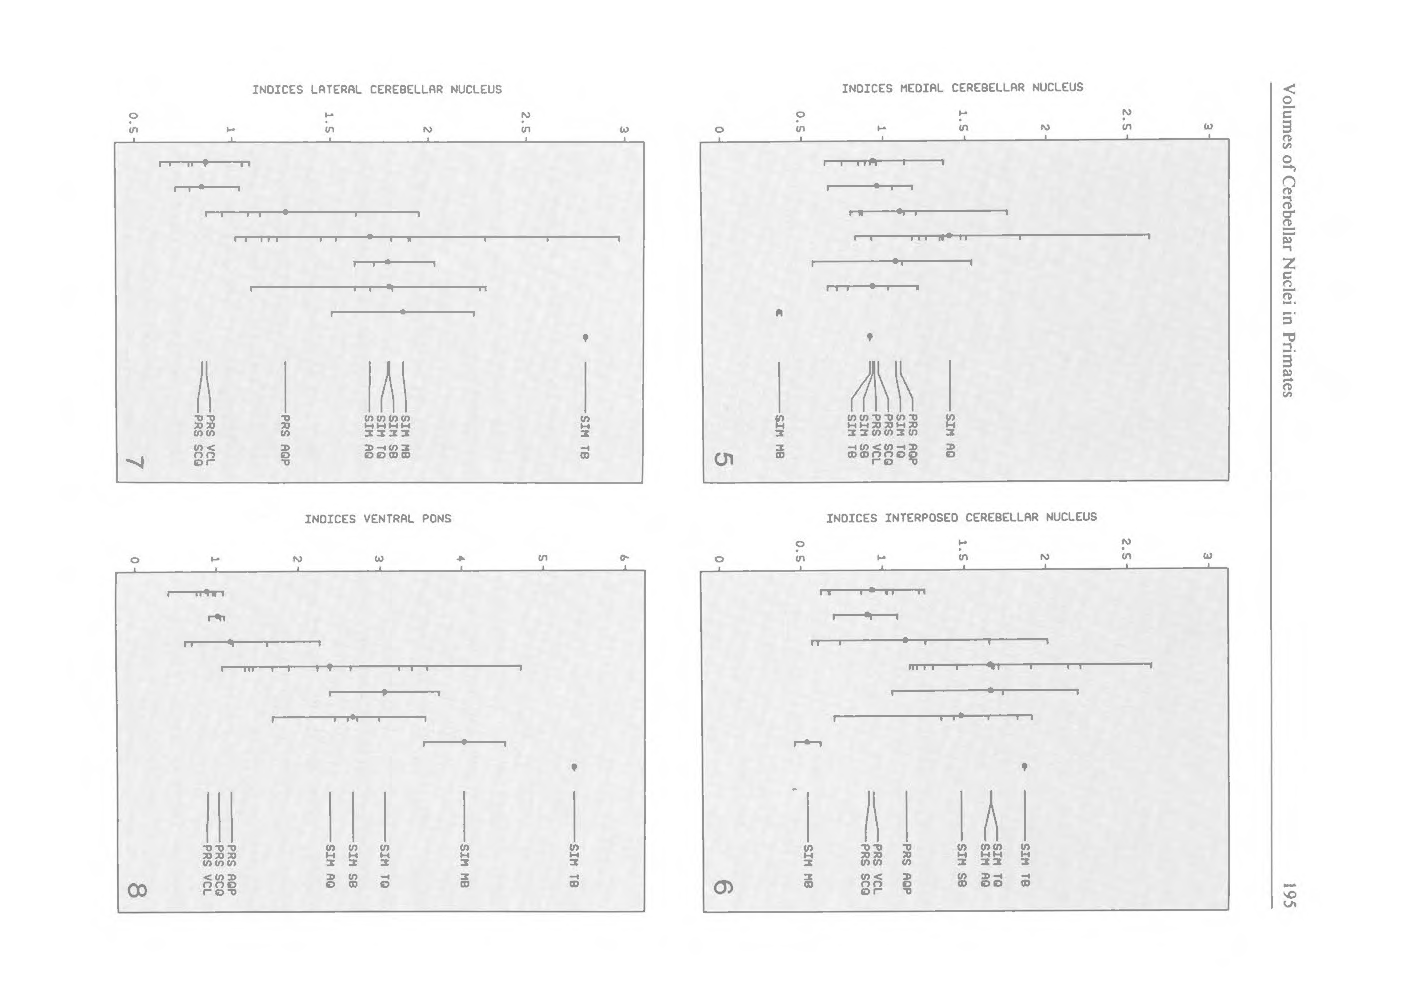 Volumes of Cerebellar Nuclei in Primates 195
INDICES MEDIAL CEREBELLAR NUCLEUS
0 0.5 1 1.5 2 2.5 3
SIM AQ
PRS AQP
SIM TQ
PRS SCQ
PRS VCL
SIM SB
SIM TB
SIM MB
5
INDICES INTERPOSED CEREBELLAR NUCLEUS
0 0.5 1 1.5 2 2.5 3
SIM TB
SIM TQ
SIM AQ
SIM SB
PRS AQP
PRS VCL
PRS SCQ
SIM MB
6
INDICES LATERAL CEREBELLAR NUCLEUS
0.5 1 1.5 2 2.5 3
SIM TB
SIM MB
SIM SB
SIM TQ
SIM AQ
PRS AQP
PRS VCL
PRS SCQ
7
INDICES VENTRAL PONS
0 1 2 3 4 5 6
SIM TB
SIM MB
SIM TQ
SIM SB
SIM AQ
PRS AQP
PRS SCQ
PRS VCL
8